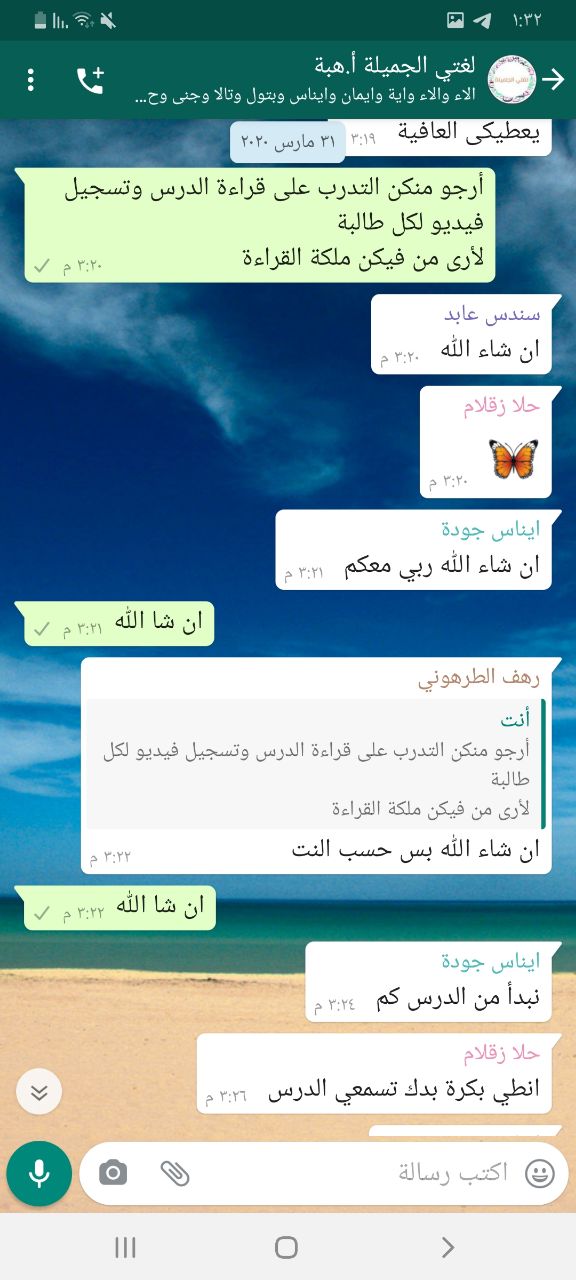 ١:٣٢
لغتي الجميلة أ.هبة
الاء والاء واية وايمان وايناس وبتول وتالا وجنى وح...
يعطيكى العافية ٣:١٩
٣١ مارس ٢٠٢٠
أرجو منكن التدرب على قراءة الدرس وتسجيل
فيديو لكل طالبة
لأرى من فيكن ملكة القراءة
٣:٢٠ م
سندس عابد
ان شاء الله ٣:٢٠ م
حلا زقلام
🦋
٣:٢٠ م
ايناس جودة
ان شاء الله ربي معكم ٣:٢١ م
ان شا الله ٣:٢١ م
رهف الطرهوني
أنت
أرجو منكن التدرب على قراءة الدرس وتسجيل فيديو لكل
طالبة
لأرى من فيكن ملكة القراءة
ان شاء الله بس حسب النت ٣:٢٢ م
ان شا الله ٣:٢٢ م
ايناس جودة
نبدأ من الدرس كم ٣:٢٤ م
حلا زقلام
انطي بكرة بدك تسمعي الدرس ٣:٢٦ م
اكتب رسالة